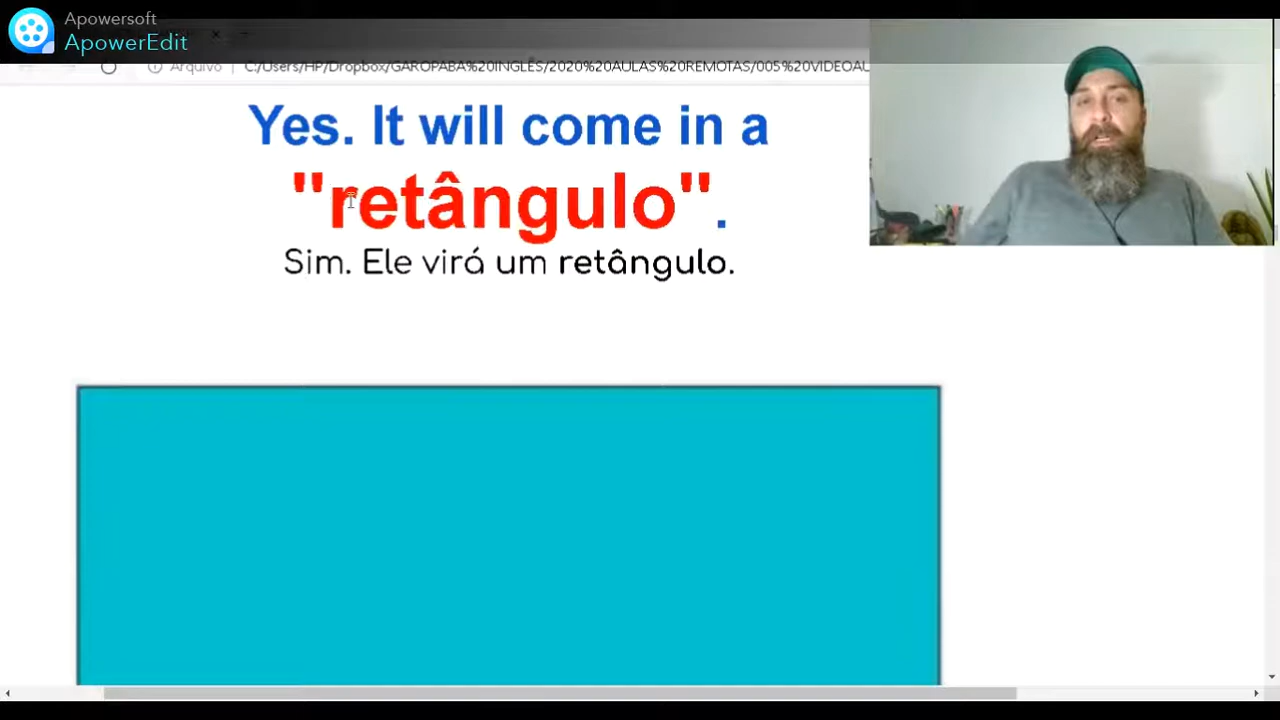 Apowersoft
ApowerEdit
Arquivo
C:/Users/HP/Dropbox/GAROPABA%20INGLÊS/2020%20AULAS%20REMOTAS/005%20VIDEOAU
Yes. It will come in a
"retângulo".
Sim. Ele virá um retângulo.